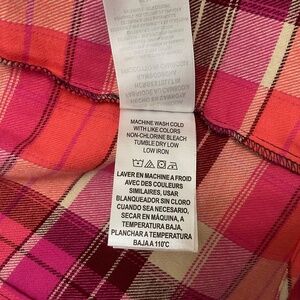 MACHINE WASH COLD
WITH LIKE COLORS
NON-CHLORINE BLEACH
TUMBLE DRY LOW
LOW IRON
LAVER EN MACHINE A FROID
AVEC DES COULEURS
SIMILAIRES, USAR
BLANQUEADOR SIN CLORO
CUANDO SEA NECESARIO,
SECAR EN MÁQUINA, A
TEMPERATURA BAJA,
PLANCHAR A TEMPERATURA
BAJA A 110°C